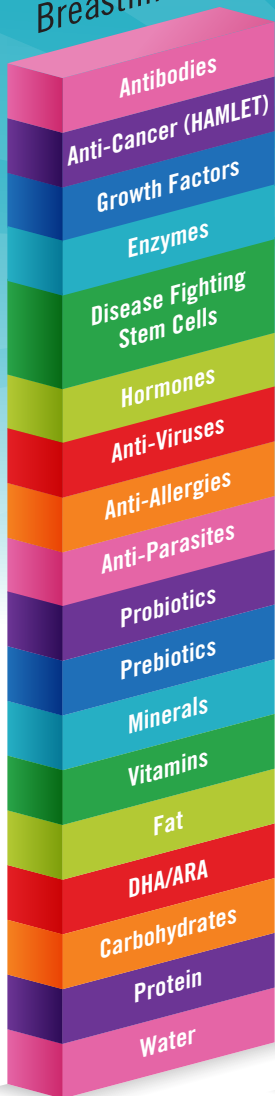 Antibodies
Anti-Cancer (HAMLET)
Growth Factors
Enzymes
Disease Fighting
Stem Cells
Hormones
Anti-Viruses
Anti-Allergies
Anti-Parasites
Probiotics
Prebiotics
Minerals
Vitamins
Fat
DHA/ARA
Carbohydrates
Protein
Water